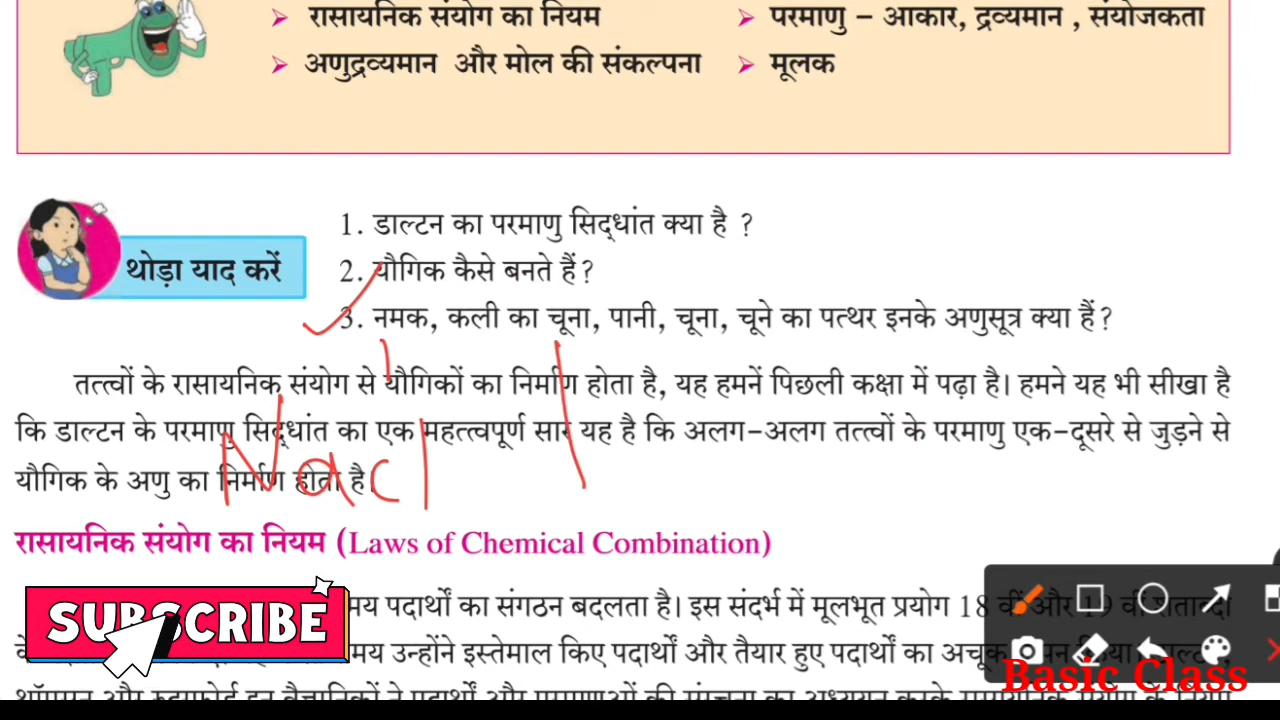 ➢ रासायनिक संयोग का नियम ➢ परमाणु – आकार, द्रव्यमान , संयोजकता
➢ अणुद्रव्यमान और मोल की संकल्पना ➢ मूलक
थोड़ा याद करें
1. डाल्टन का परमाणु सिद्धांत क्या है ?
2. यौगिक कैसे बनते हैं?
3. नमक, कली का चूना, पानी, चूना, चूने का पत्थर इनके अणुसूत्र क्या हैं?
तत्त्वों के रासायनिक संयोग से यौगिकों का निर्माण होता है, यह हमनें पिछली कक्षा में पढ़ा है। हमने यह भी सीखा है
कि डाल्टन के परमाणु सिद्धांत का एक महत्त्वपूर्ण सार यह है कि अलग-अलग तत्त्वों के परमाणु एक-दूसरे से जुड़ने से
यौगिक के अणु का निर्माण होता है।
Nacl
रासायनिक संयोग का नियम (Laws of Chemical Combination)
मय पदार्थों का संगठन बदलता है। इस संदर्भ में मूलभूत प्रयोग 18 वीं और 19 वीं शताब्दी
मय उन्होंने इस्तेमाल किए पदार्थों और तैयार हुए पदार्थों का अचूक
SUBSCRIBE
Basic Class